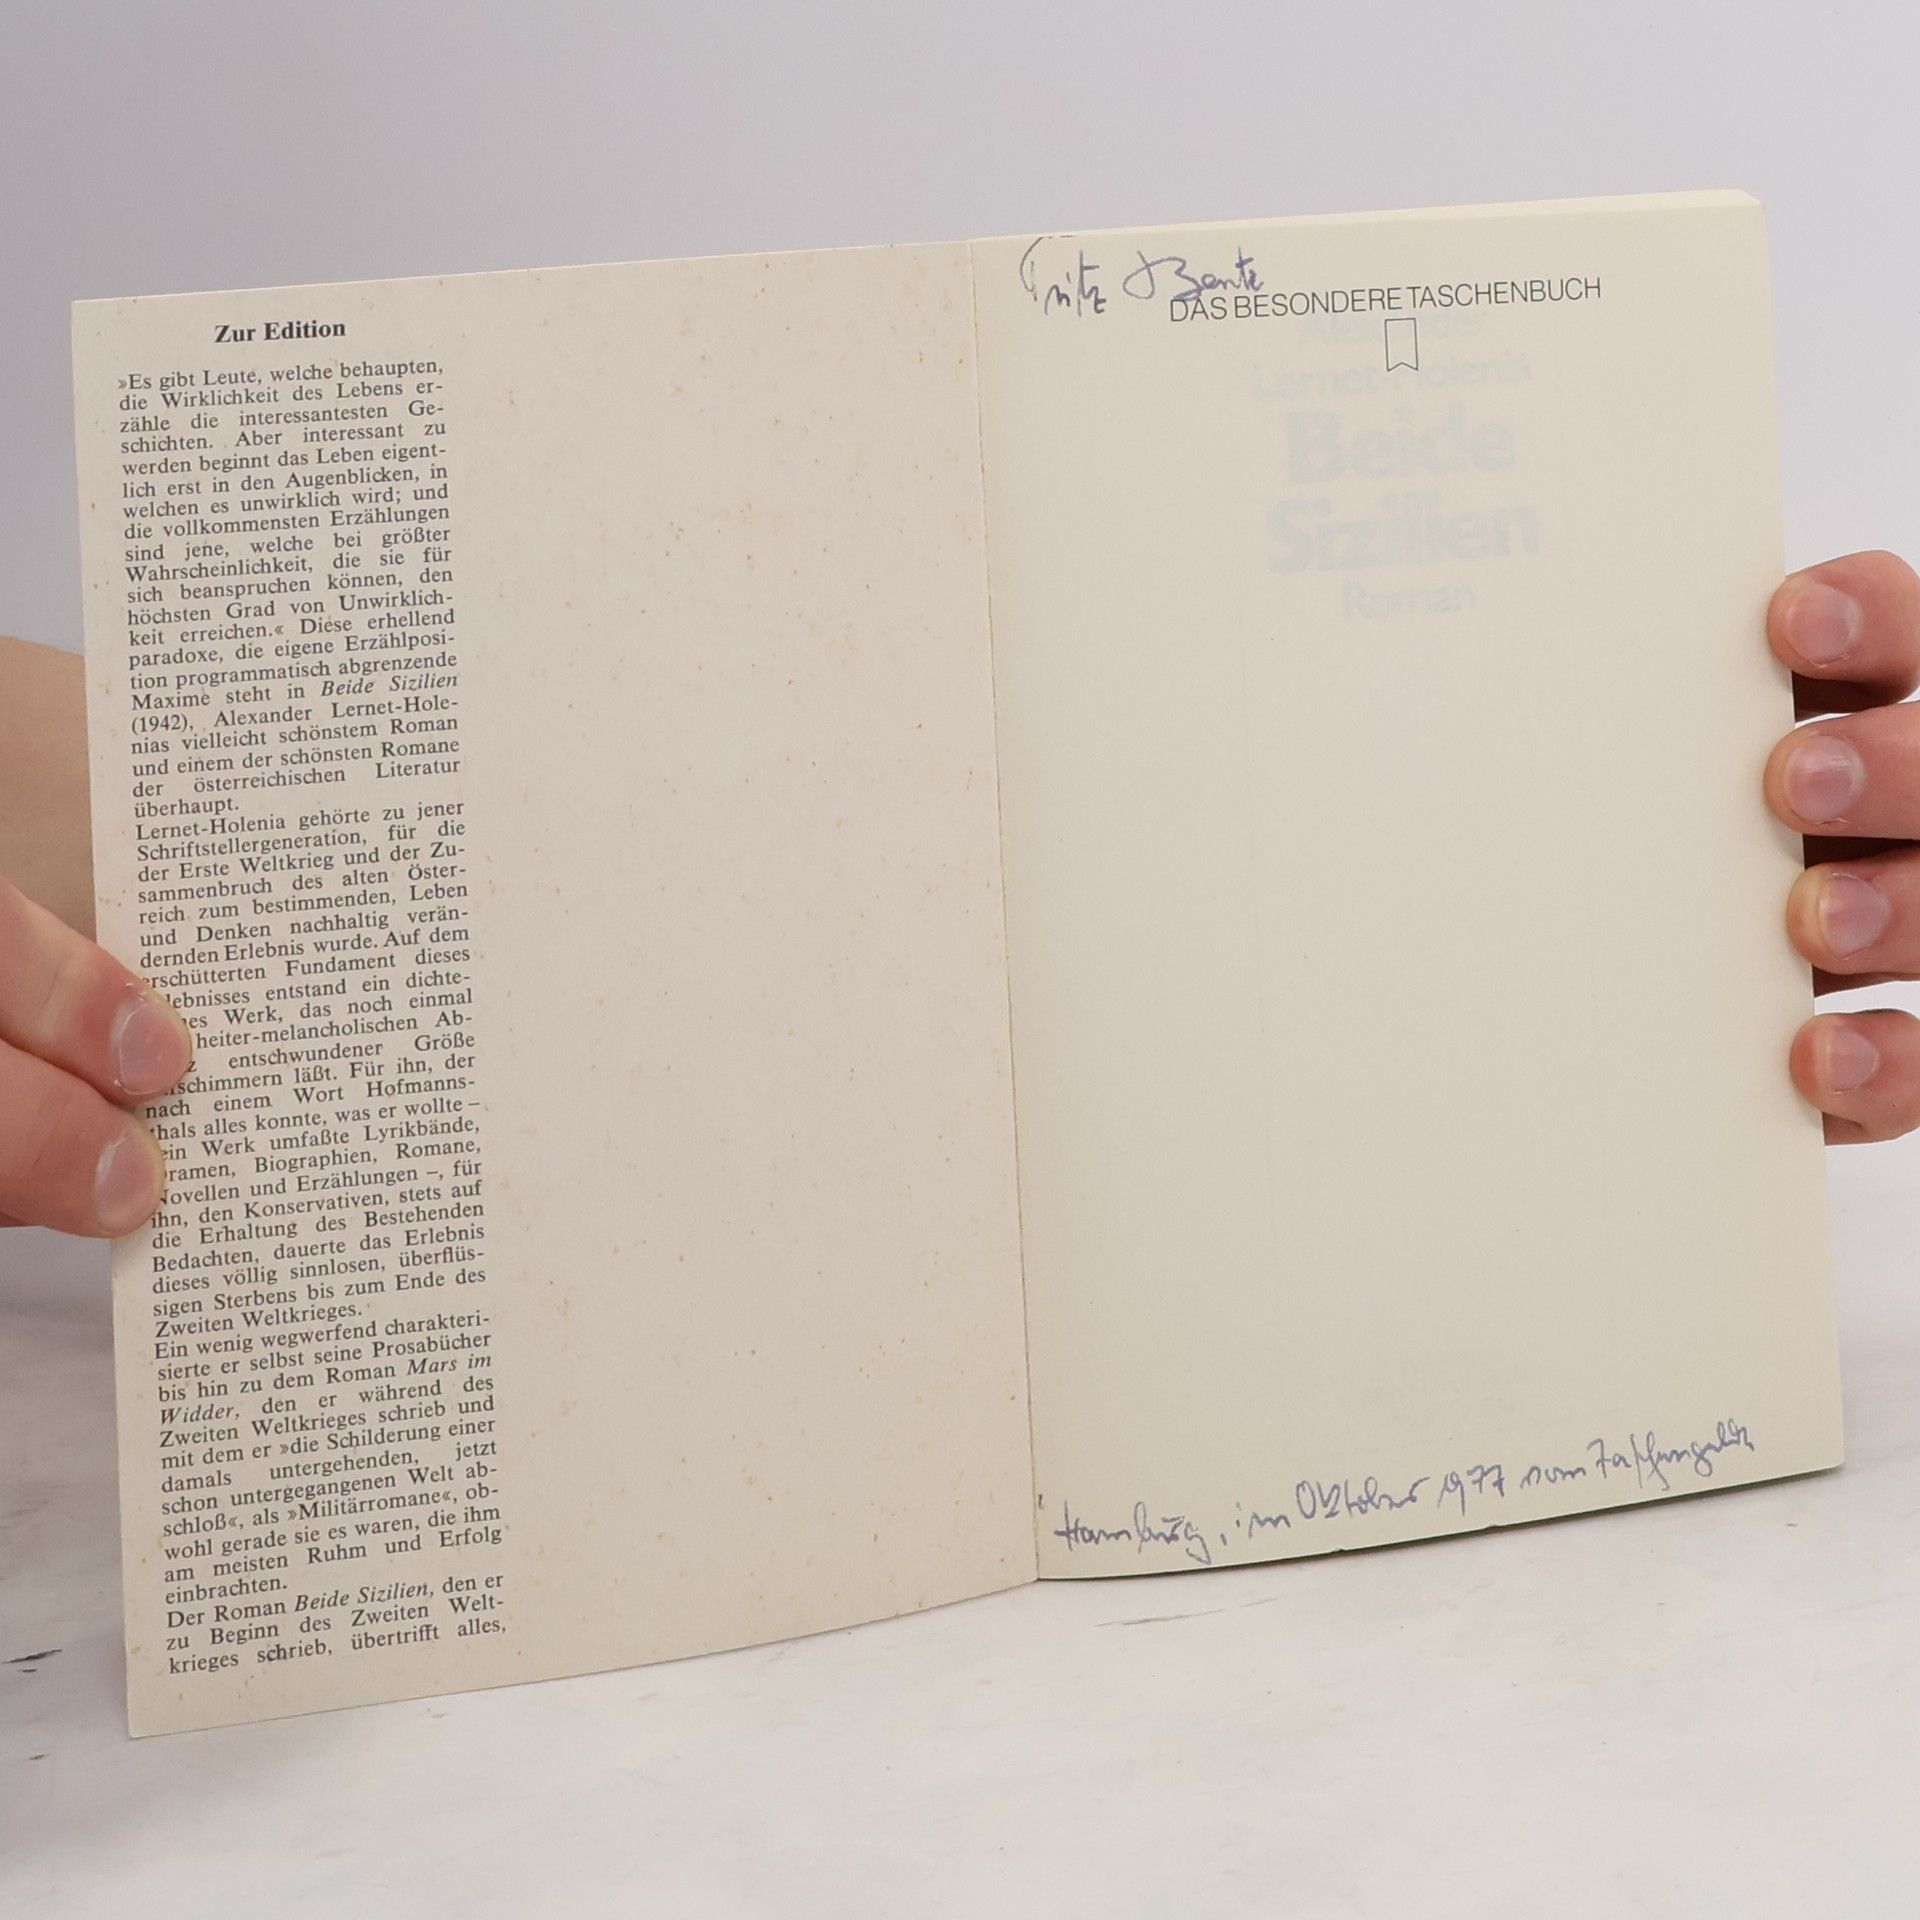 Zur Edition
»Es gibt Leute, welche behaupten,
die Wirklichkeit des Lebens er-
zähle die interessantesten Ge-
schichten. Aber interessant zu
werden beginnt das Leben eigent-
lich erst in den Augenblicken, in
welchen es unwirklich wird; und
die vollkommensten Erzählungen
sind jene, welche bei größter
Wahrscheinlichkeit, die sie für
sich beanspruchen können, den
höchsten Grad von Unwirklich-
keit erreichen.« Diese erhellend
paradoxe, die eigene Erzählposi-
tion programmatisch abgrenzende
Maxime steht in Beide Sizilien
(1942), Alexander Lernet-Hole-
nias vielleicht schönstem Roman
und einem der schönsten Romane
der österreichischen Literatur
überhaupt.
Lernet-Holenia gehörte zu jener
Schriftstellergeneration, für die
der Erste Weltkrieg und der Zu-
sammenbruch des alten Öster-
reich zum bestimmenden, Leben
und Denken nachhaltig verän-
dernden Erlebnis wurde. Auf dem
erschütterten Fundament dieses
lebnisses entstand ein dichte-
es Werk, das noch einmal
heiter-melancholischen Ab-
z entschwundener Größe
schimmern läßt. Für ihn, der
nach einem Wort Hofmanns-
thals alles konnte, was er wollte –
ein Werk umfaßte Lyrikbände,
ramen, Biographien, Romane,
Novellen und Erzählungen –, für
ihn, den Konservativen, stets auf
die Erhaltung des Bestehenden
Bedachten, dauerte das Erlebnis
dieses völlig sinnlosen, überflüs-
sigen Sterbens bis zum Ende des
Zweiten Weltkrieges.
Ein wenig wegwerfend charakteri-
sierte er selbst seine Prosabücher
bis hin zu dem Roman Mars im
Widder, den er während des
Zweiten Weltkrieges schrieb und
mit dem er »die Schilderung einer
damals untergehenden, jetzt
schon untergegangenen Welt ab-
schloß«, als »Militärromane«, ob-
wohl gerade sie es waren, die ihm
am meisten Ruhm und Erfolg
einbrachten.
Der Roman Beide Sizilien, den er
zu Beginn des Zweiten Welt-
krieges schrieb, übertrifft alles,
Fritz
DAS BESONDERE TASCHENBUCH
Lernet-Holenia
Beide
Sizilien
Roman
Hamburg, im Oktober 1977 vom